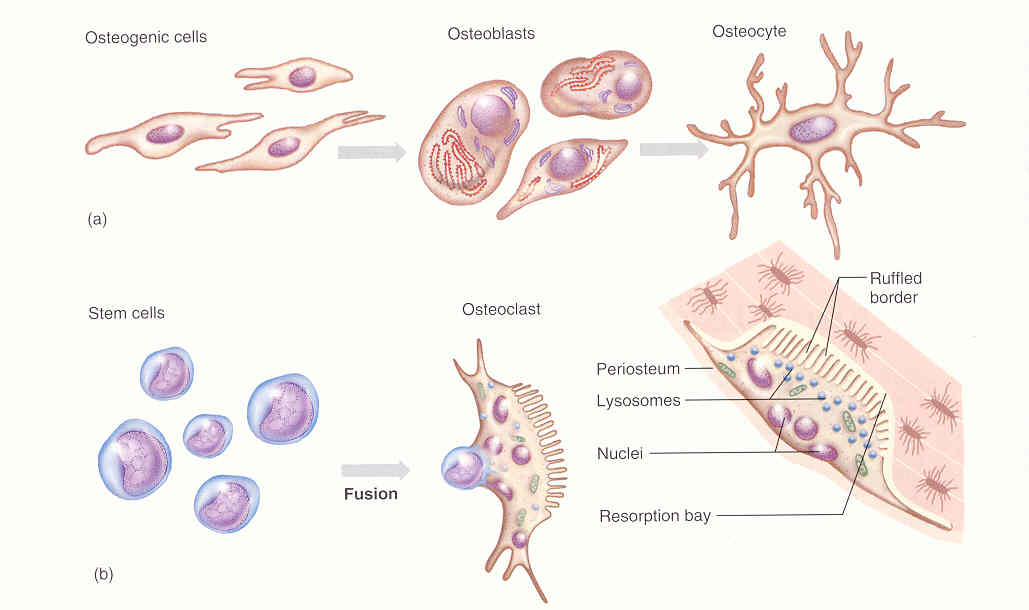 Osteogenic cells
Osteoblasts
Osteocyte
(a)
Stem cells
Osteoclast
Ruffled
border
Periosteum
Lysosomes
Nuclei
Fusion
Resorption bay
(b)